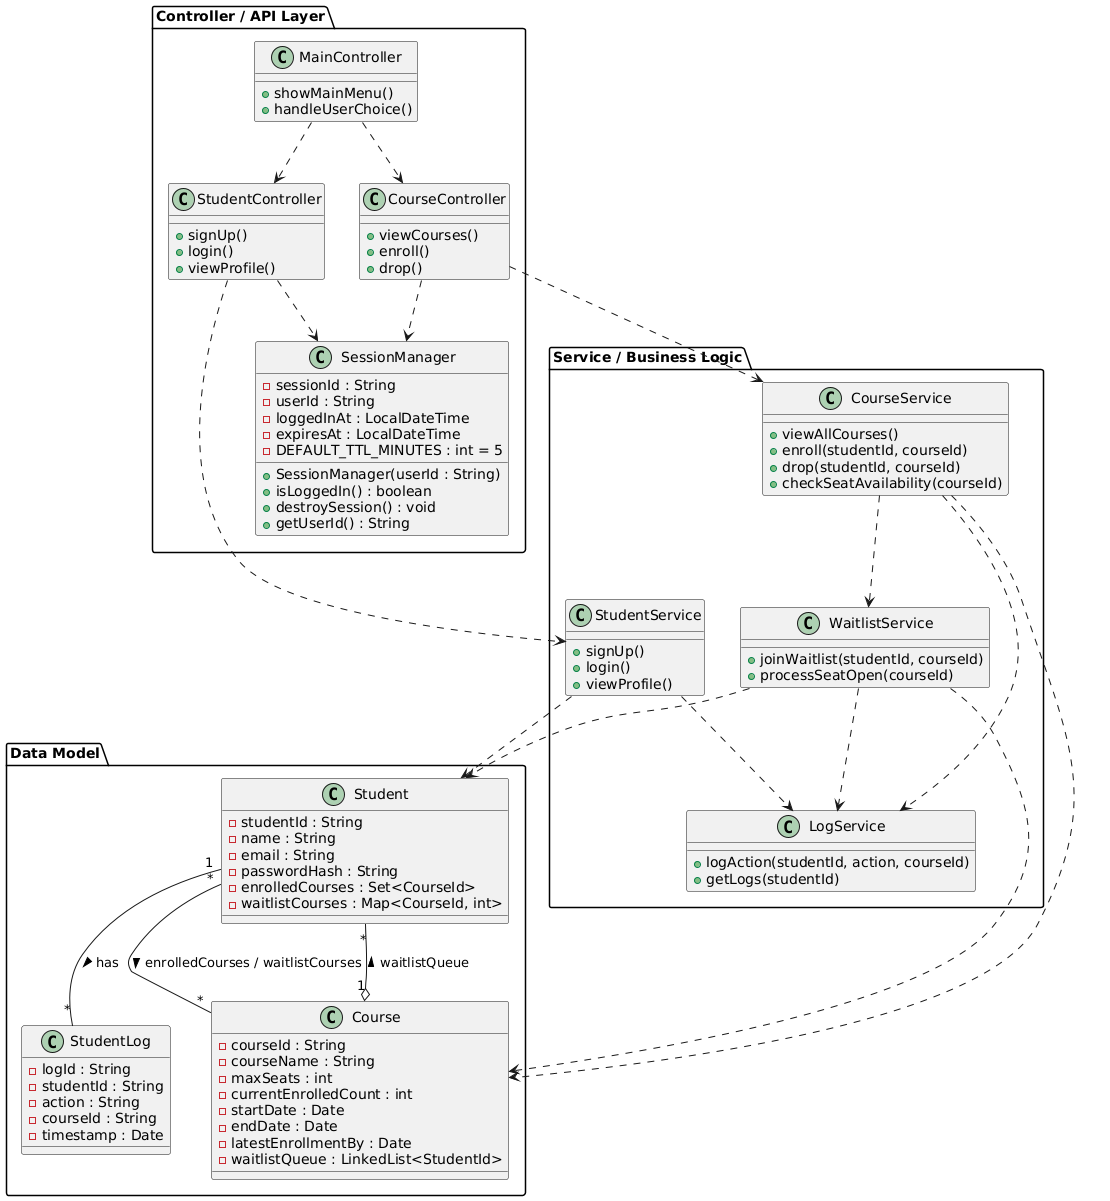 Controller / API Layer
C MainController
showMainMenu()
handleUserChoice()
C StudentController
signUp()
login()
viewProfile()
C CourseController
viewCourses()
enroll()
drop()
C SessionManager
sessionId : String
userId : String
loggedInAt : LocalDateTime
expiresAt : LocalDateTime
DEFAULT_TTL_MINUTES : int = 5
SessionManager(userId : String)
isLoggedIn() : boolean
destroySession() : void
getUserId() : String
Service / Business Logic
C CourseService
viewAllCourses()
enroll(studentId, courseId)
drop(studentId, courseId)
checkSeatAvailability(courseId)
C StudentService
signUp()
login()
viewProfile()
C WaitlistService
joinWaitlist(studentId, courseId)
processSeatOpen(courseId)
C LogService
logAction(studentId, action, courseId)
getLogs(studentId)
Data Model
C Student
studentId : String
name : String
email : String
passwordHash : String
enrolledCourses : Set<CourseId>
waitlistCourses : Map<CourseId, int>
1
*
*
has
enrolledCourses / waitlistCourses
waitlistQueue
*
*
1
C StudentLog
logId : String
studentId : String
action : String
courseId : String
timestamp : Date
C Course
courseId : String
courseName : String
maxSeats : int
currentEnrolledCount : int
startDate : Date
endDate : Date
latestEnrollmentBy : Date
waitlistQueue : LinkedList<StudentId>